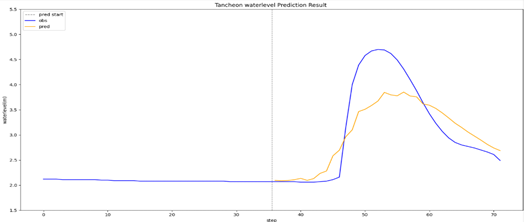 Tancheon waterlevel Prediction Result
pred start
obs
pred
5.5
5.0
4.5
4.0
3.5
3.0
2.5
2.0
1.5
waterlevel(m)
0 10 20 30 40 50 60 70
step